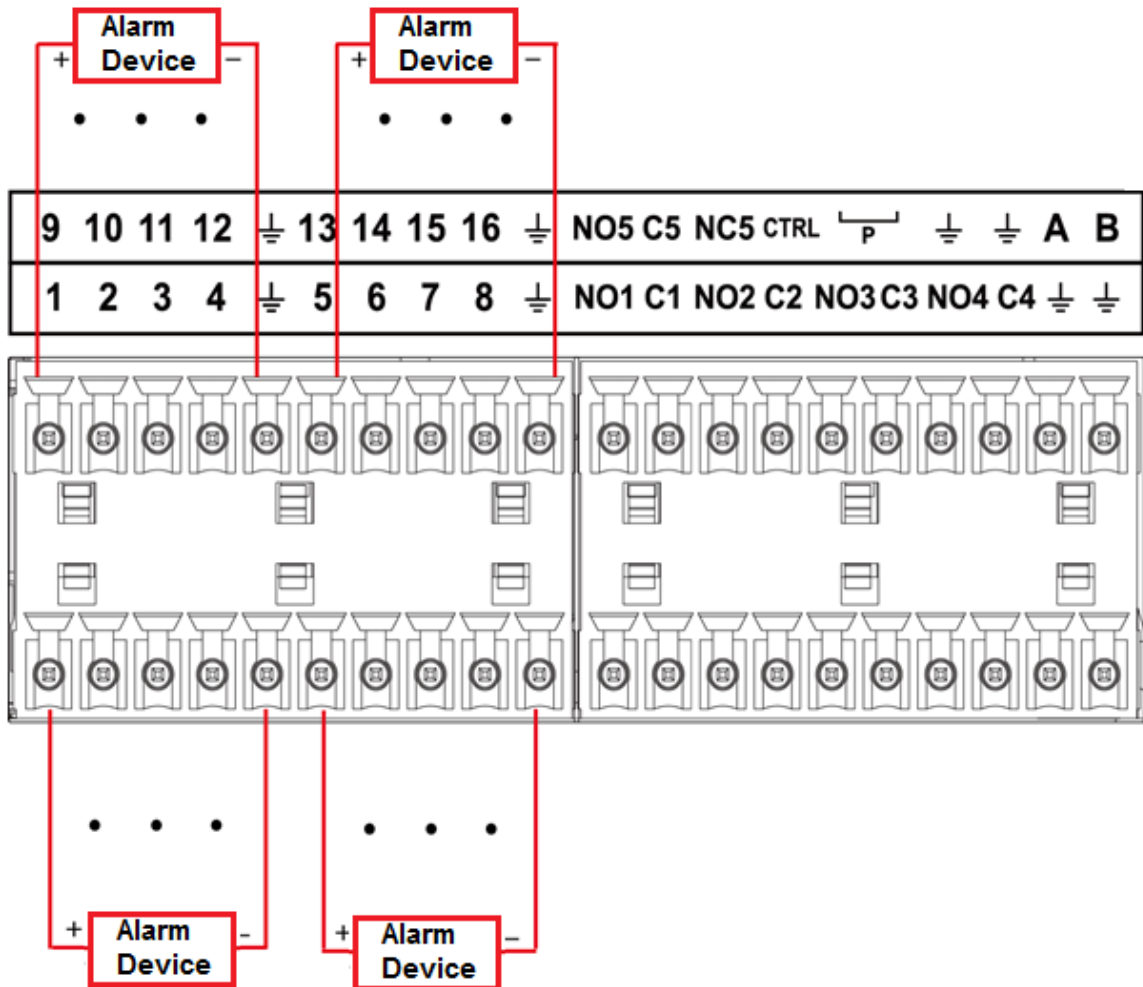 Alarm
Device
+ −
Alarm
Device
+ −
9 10 11 12 ⏚ 13 14 15 16 ⏚ NO5 C5 NC5 CTRL P ⏚ ⏚ A B
1 2 3 4 ⏚ 5 6 7 8 ⏚ NO1 C1 NO2 C2 NO3 C3 NO4 C4 ⏚ ⏚
+ -
Alarm
Device
+ −
Alarm
Device